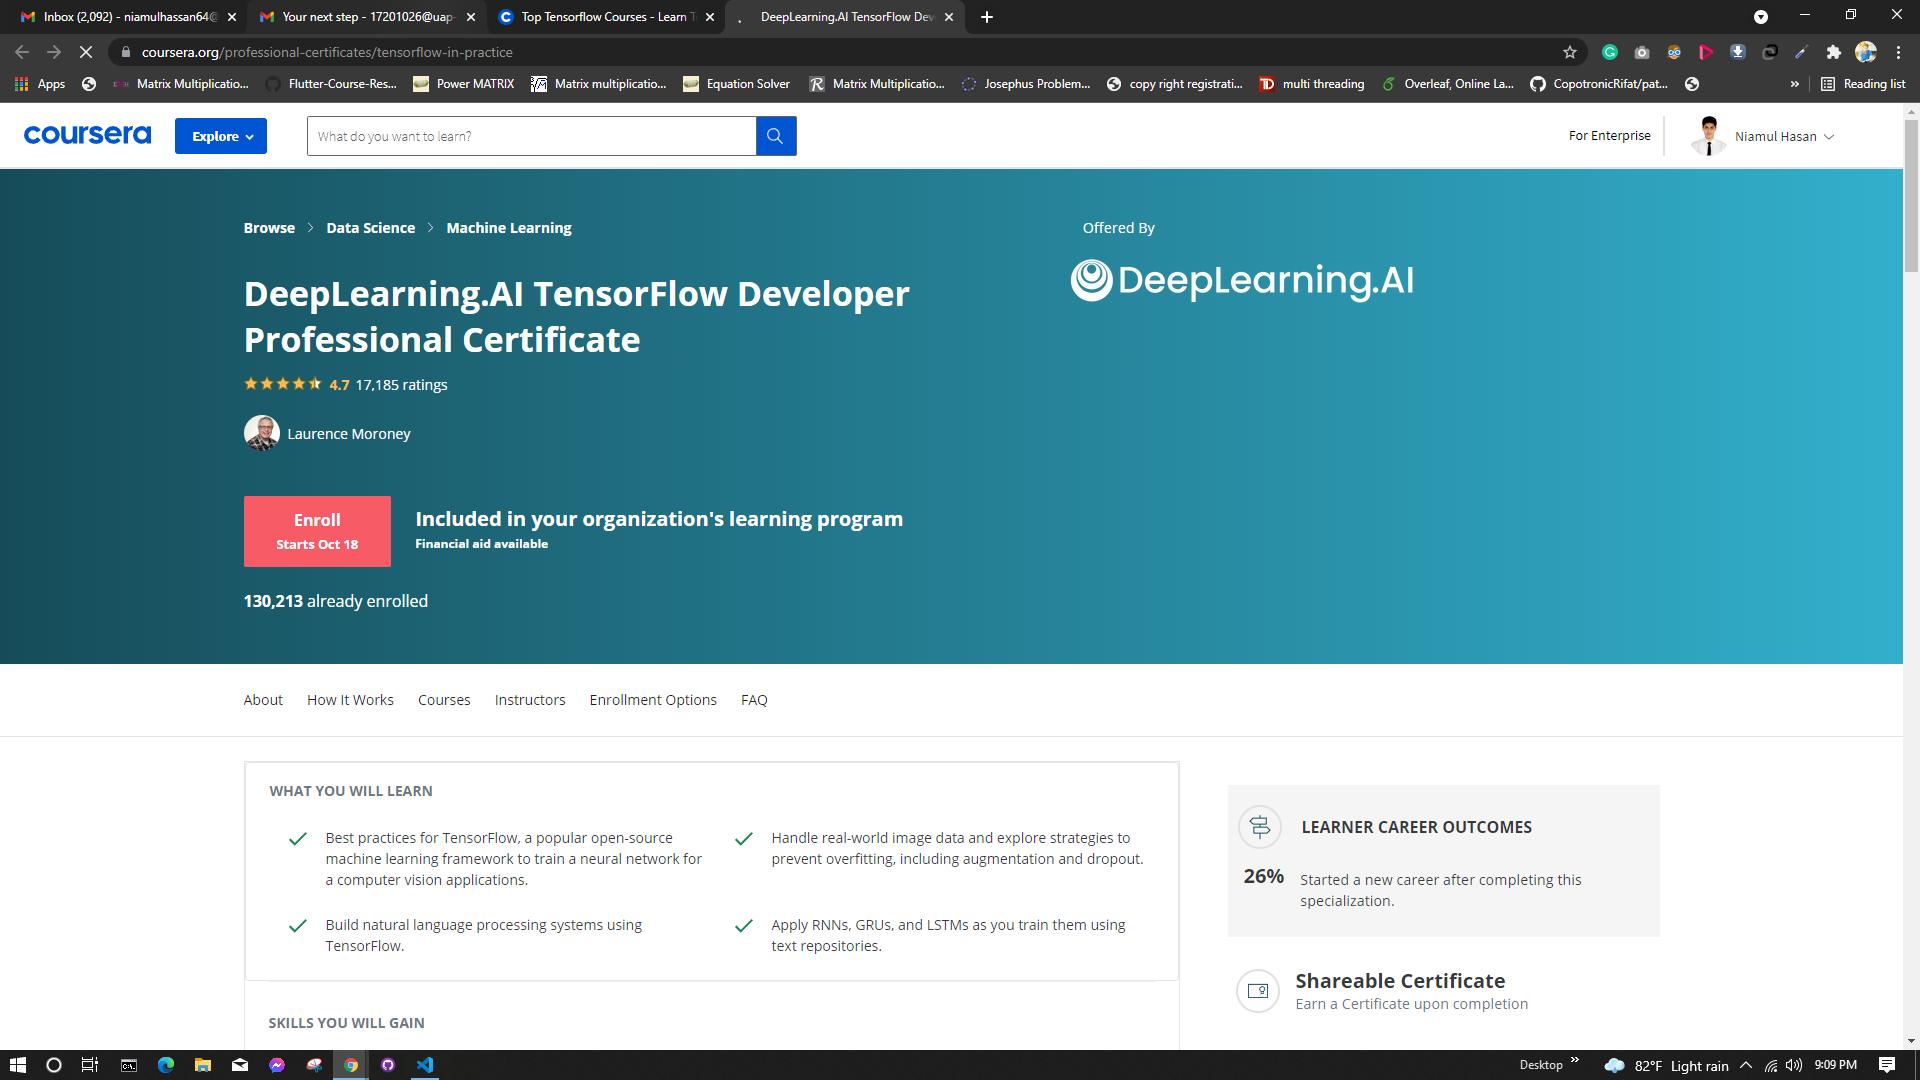 Inbox (2,092) - niamulhassan64@
Your next step - 17201026@uap-
Top Tensorflow Courses - Learn T
DeepLearning.AI TensorFlow Dev
coursera.org/professional-certificates/tensorflow-in-practice
Apps
Matrix Multiplicatio...
Flutter-Course-Res...
Power MATRIX
Matrix multiplicatio...
Equation Solver
Matrix Multiplicatio...
Josephus Problem...
copy right registrati...
multi threading
Overleaf, Online La...
CopotronicRifat/pat...
Reading list
coursera
Explore
What do you want to learn?
For Enterprise
Niamul Hasan
Browse > Data Science > Machine Learning
Offered By
DeepLearning.AI
DeepLearning.AI TensorFlow Developer
Professional Certificate
4.7 17,185 ratings
Laurence Moroney
Enroll
Starts Oct 18
Included in your organization's learning program
Financial aid available
130,213 already enrolled
About
How It Works
Courses
Instructors
Enrollment Options
FAQ
WHAT YOU WILL LEARN
Best practices for TensorFlow, a popular open-source
machine learning framework to train a neural network for
a computer vision applications.
Handle real-world image data and explore strategies to
prevent overfitting, including augmentation and dropout.
Build natural language processing systems using
TensorFlow.
Apply RNNs, GRUs, and LSTMs as you train them using
text repositories.
SKILLS YOU WILL GAIN
LEARNER CAREER OUTCOMES
26%
Started a new career after completing this
specialization.
Shareable Certificate
Earn a Certificate upon completion
Desktop
82°F Light rain
9:09 PM